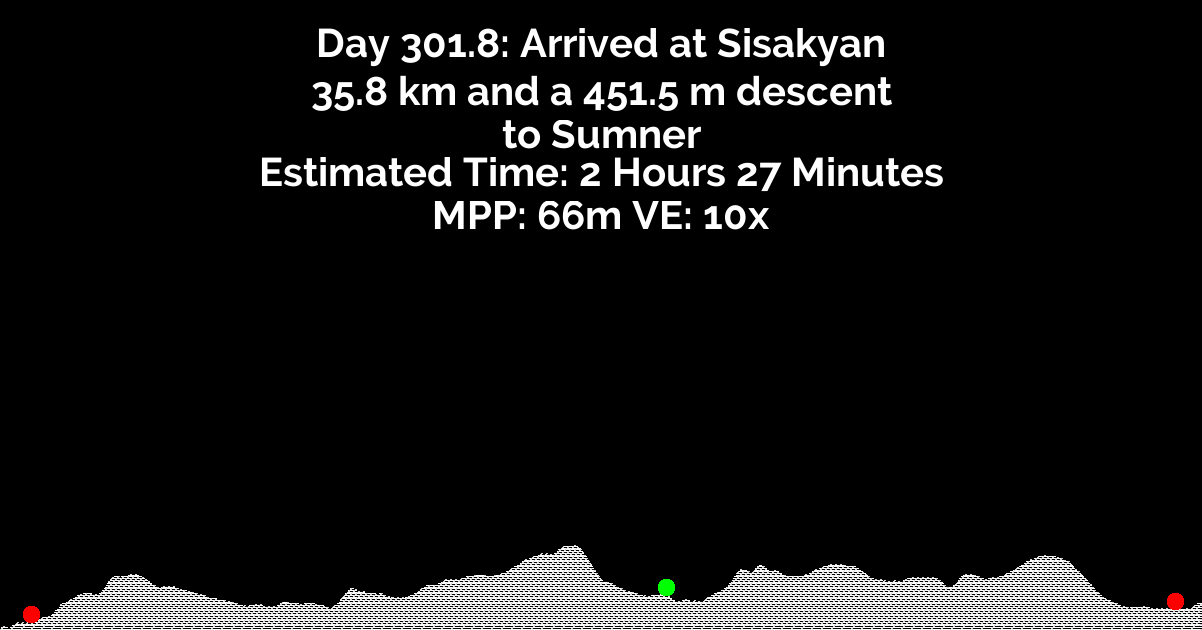 Day 301.8: Arrived at Sisakyan
35.8 km and a 451.5 m descent
to Sumner
Estimated Time: 2 Hours 27 Minutes
MPP: 66m VE: 10x